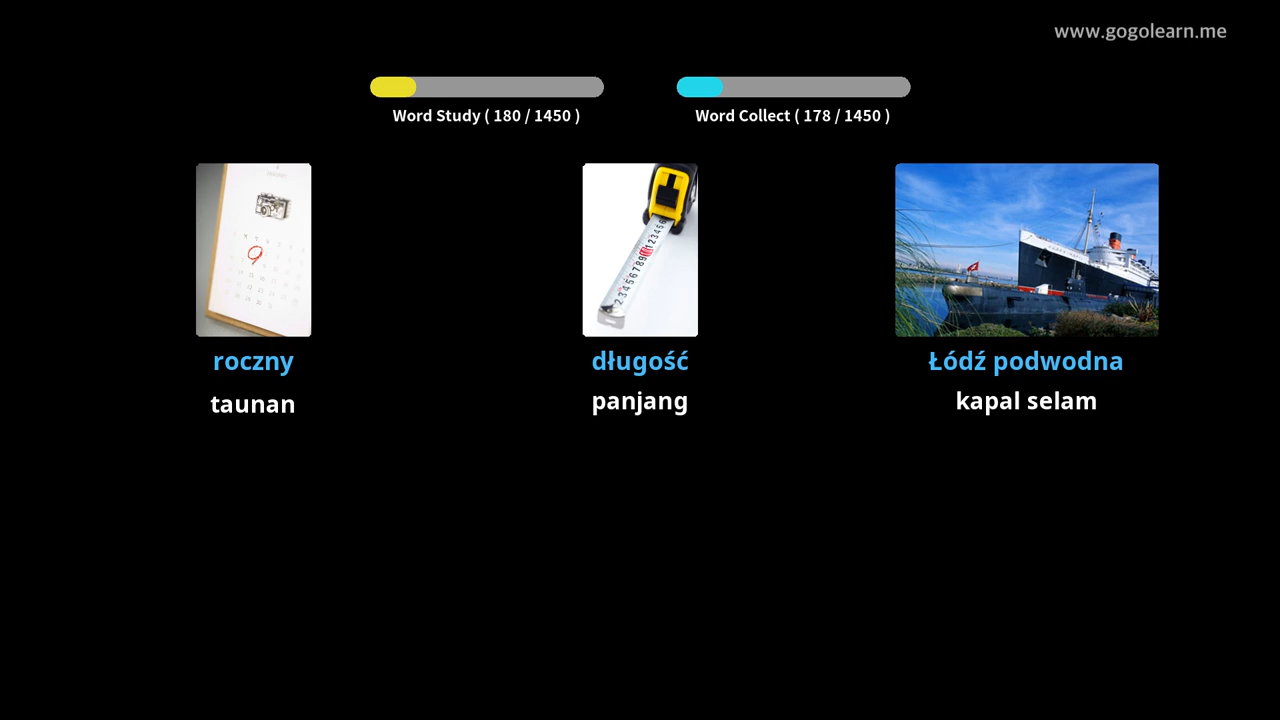 www.gogolearn.me
Word Study ( 180 / 1450 )
Word Collect ( 178 / 1450 )
roczny
długość
Łódź podwodna
taunan
panjang
kapal selam